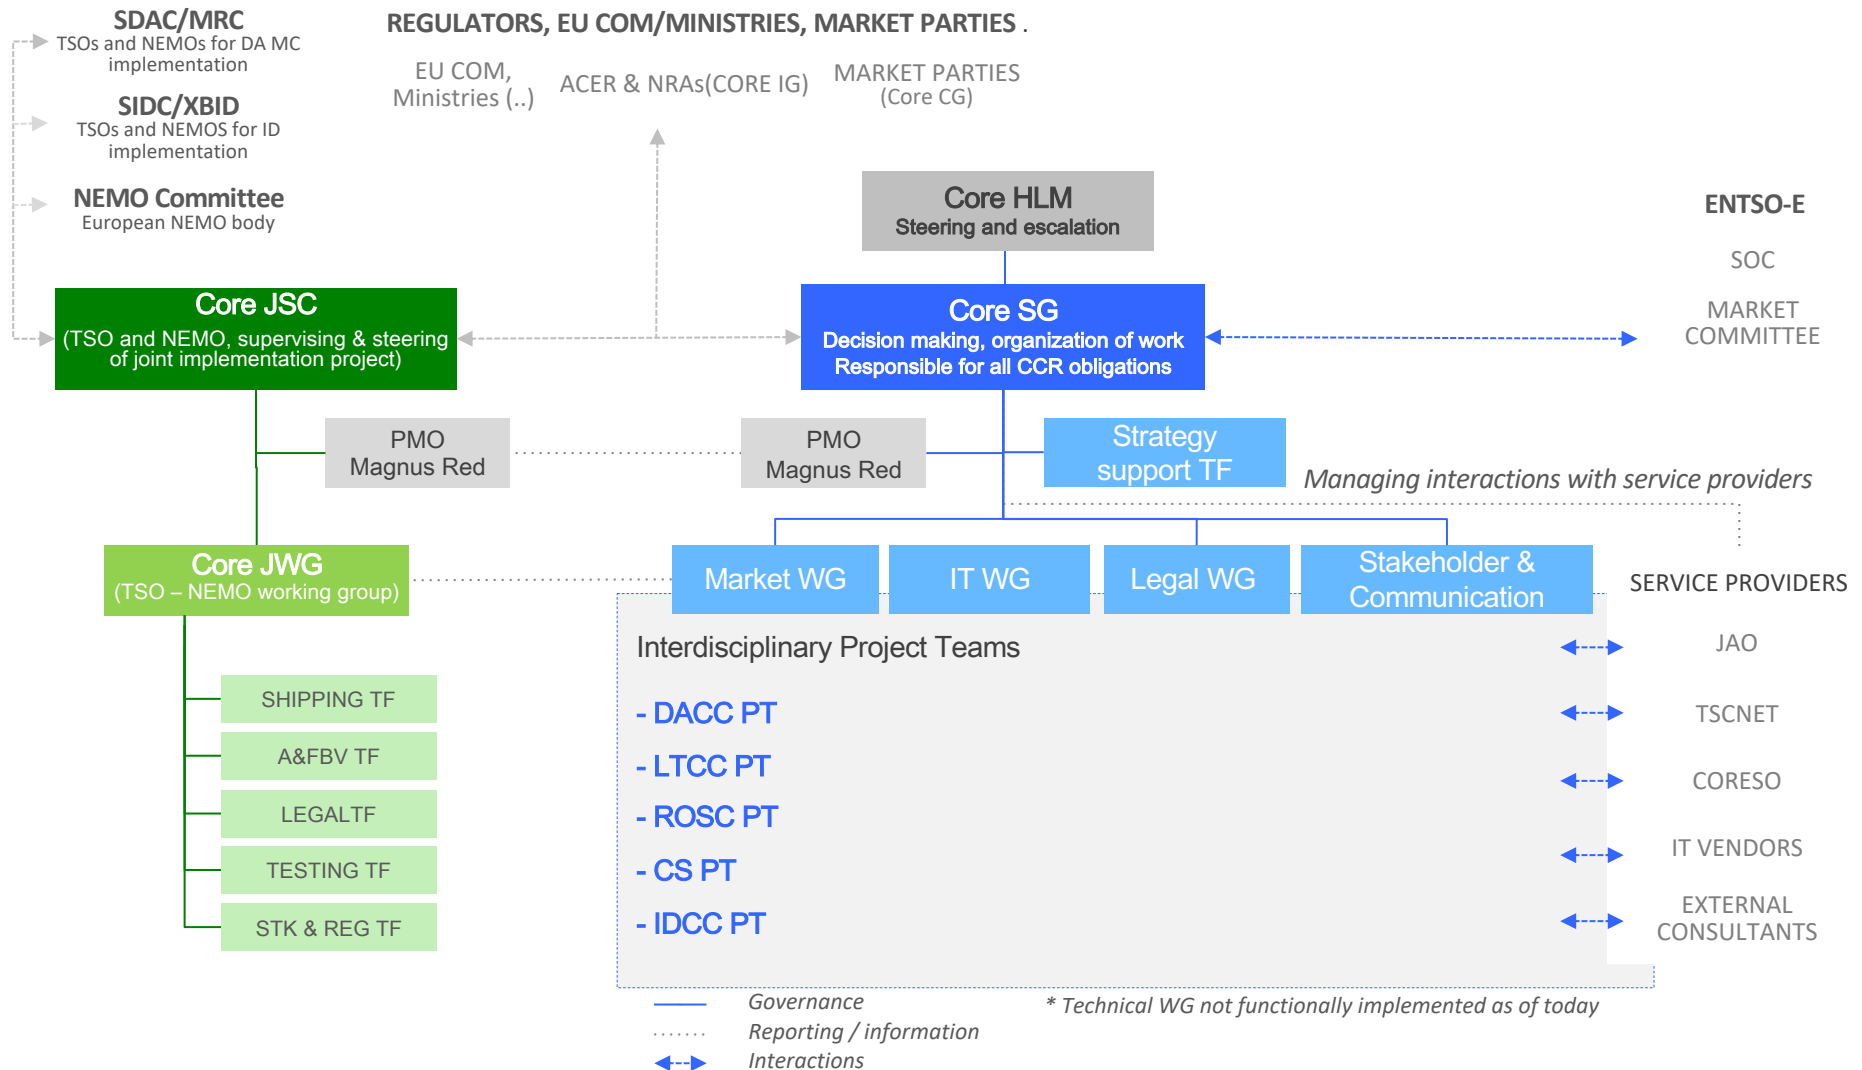 SDAC/MRC
TSOs and NEMOs for DA MC
implementation
SIDC/XBID
TSOs and NEMOS for ID
implementation
NEMO Committee
European NEMO body
REGULATORS, EU COM/MINISTRIES, MARKET PARTIES .
EU COM,
Ministries (..)
ACER & NRAs(CORE IG)
MARKET PARTIES
(Core CG)
Core HLM
Steering and escalation
ENTSO-E
SOC
MARKET
COMMITTEE
Core JSC
(TSO and NEMO, supervising & steering
of joint implementation project)
Core SG
Decision making, organization of work
Responsible for all CCR obligations
PMO
Magnus Red
PMO
Magnus Red
Strategy
support TF
Managing interactions with service providers
Core JWG
(TSO – NEMO working group)
Market WG
IT WG
Legal WG
Stakeholder &
Communication
SERVICE PROVIDERS
Interdisciplinary Project Teams
- DACC PT
- LTCC PT
- ROSC PT
- CS PT
- IDCC PT
JAO
TSCNET
CORESO
IT VENDORS
EXTERNAL
CONSULTANTS
SHIPPING TF
A&FBV TF
LEGALTF
TESTING TF
STK & REG TF
Governance
Reporting / information
Interactions
* Technical WG not functionally implemented as of today